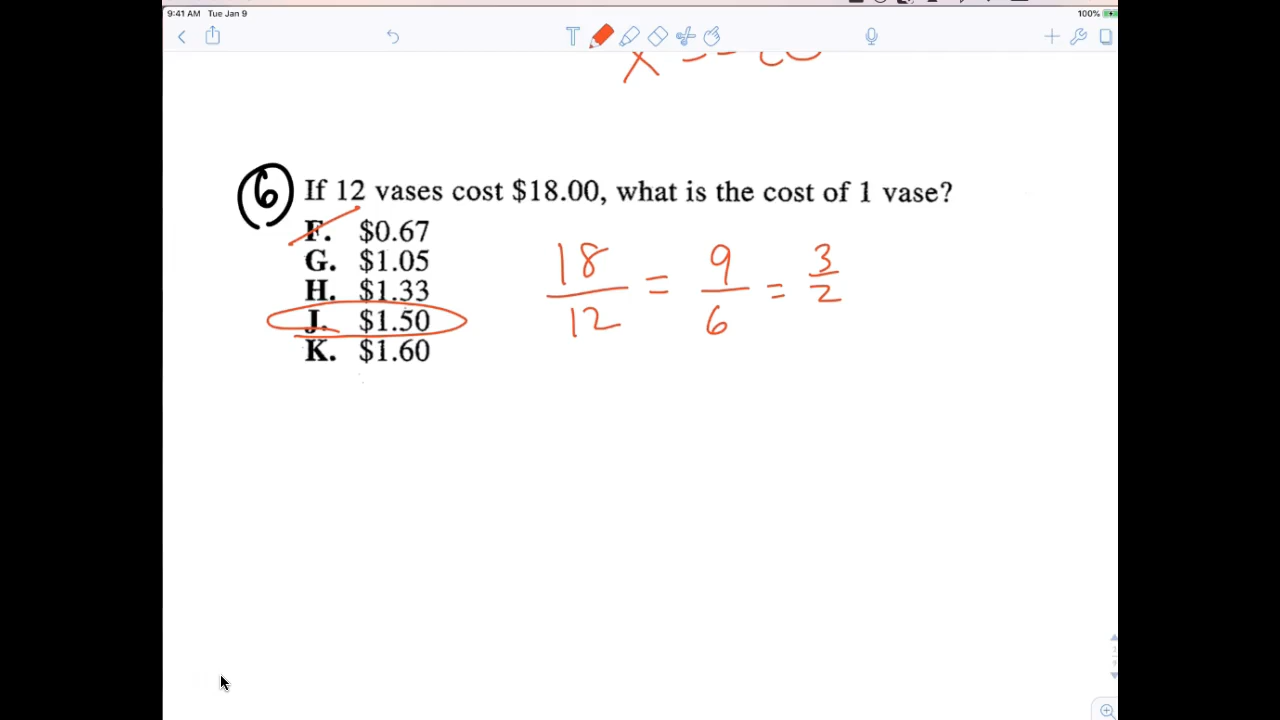 9:41 AM Tue Jan 9
100%
T
6 If 12 vases cost $18.00, what is the cost of 1 vase?
F. $0.67
G. $1.05
H. $1.33
J. $1.50
K. $1.60
18/12 = 9/6 = 3/2